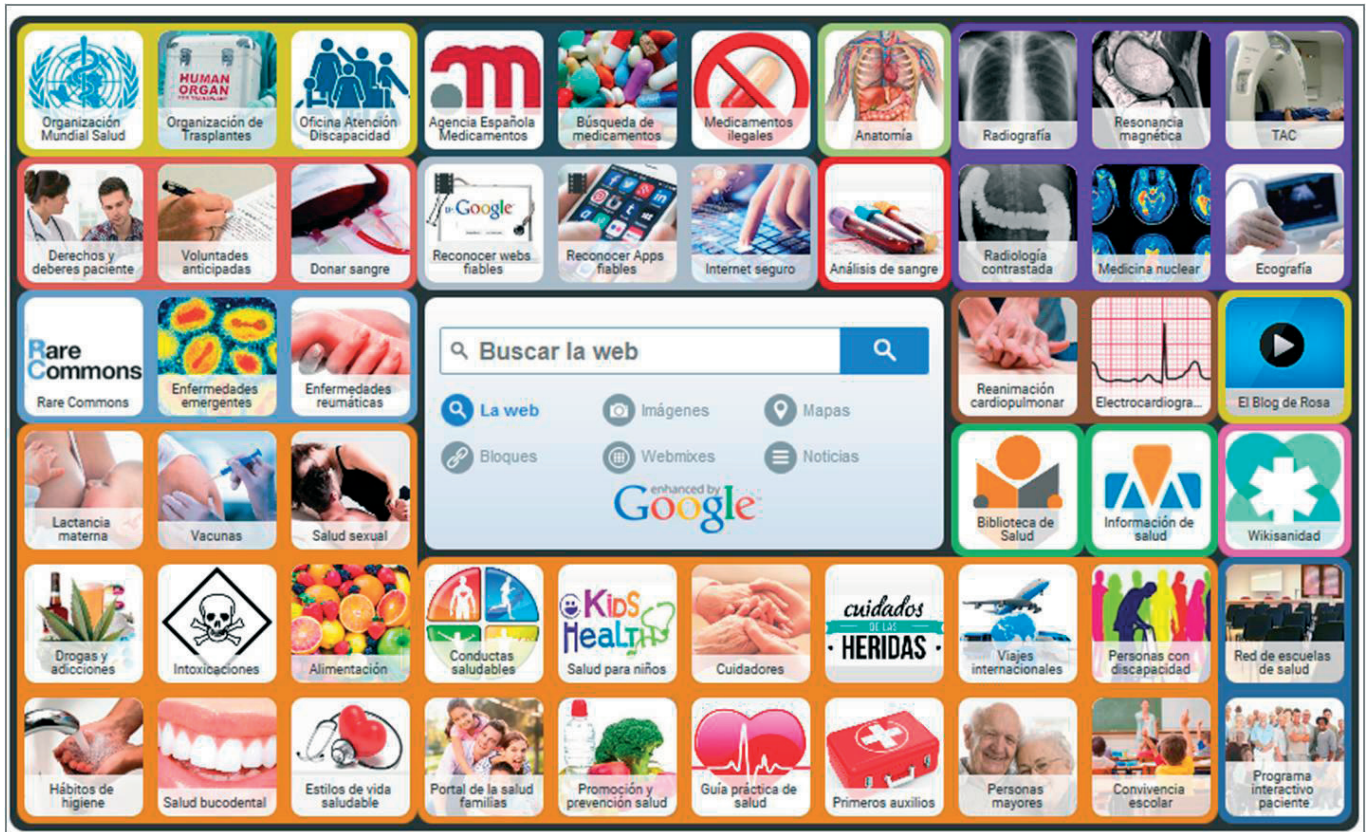 HUMAN
ORGAN
FOR TRANSPLANT
Organización
Mundial Salud
Organización de
Trasplantes
Oficina Atención
Discapacidad
Agencia Española
Medicamentos
Búsqueda de
medicamentos
Medicamentos
ilegales
Anatomía
Radiografía
Resonancia
magnética
TAC
Derechos y
deberes paciente
Voluntades
anticipadas
Donar sangre
Dr. Google
Reconocer webs
fiables
Reconocer Apps
fiables
Internet seguro
Análisis de sangre
Radiología
contrastada
Medicina nuclear
Ecografía
Rare
Commons
Rare Commons
Enfermedades
emergentes
Enfermedades
reumáticas
Buscar la web
La web
Imágenes
Mapas
Bloques
Webmixes
Noticias
enhanced by
Google
Reanimación
cardiopulmonar
Electrocardiogra...
El Blog de Rosa
Lactancia
materna
Vacunas
Salud sexual
Biblioteca de
Salud
Información de
salud
Wikisanidad
Drogas y
adicciones
Intoxicaciones
Alimentación
Conductas
saludables
KiDS
HealTH
Salud para niños
Cuidadores
cuidados
DE LAS
HERIDAS
Viajes
internacionales
Personas con
discapacidad
Red de escuelas
de salud
Hábitos de
higiene
Salud bucodental
Estilos de vida
saludable
Portal de la salud
familias
Promoción y
prevención salud
Guía práctica de
salud
Primeros auxilios
Personas
mayores
Convivencia
escolar
Programa
interactivo
paciente